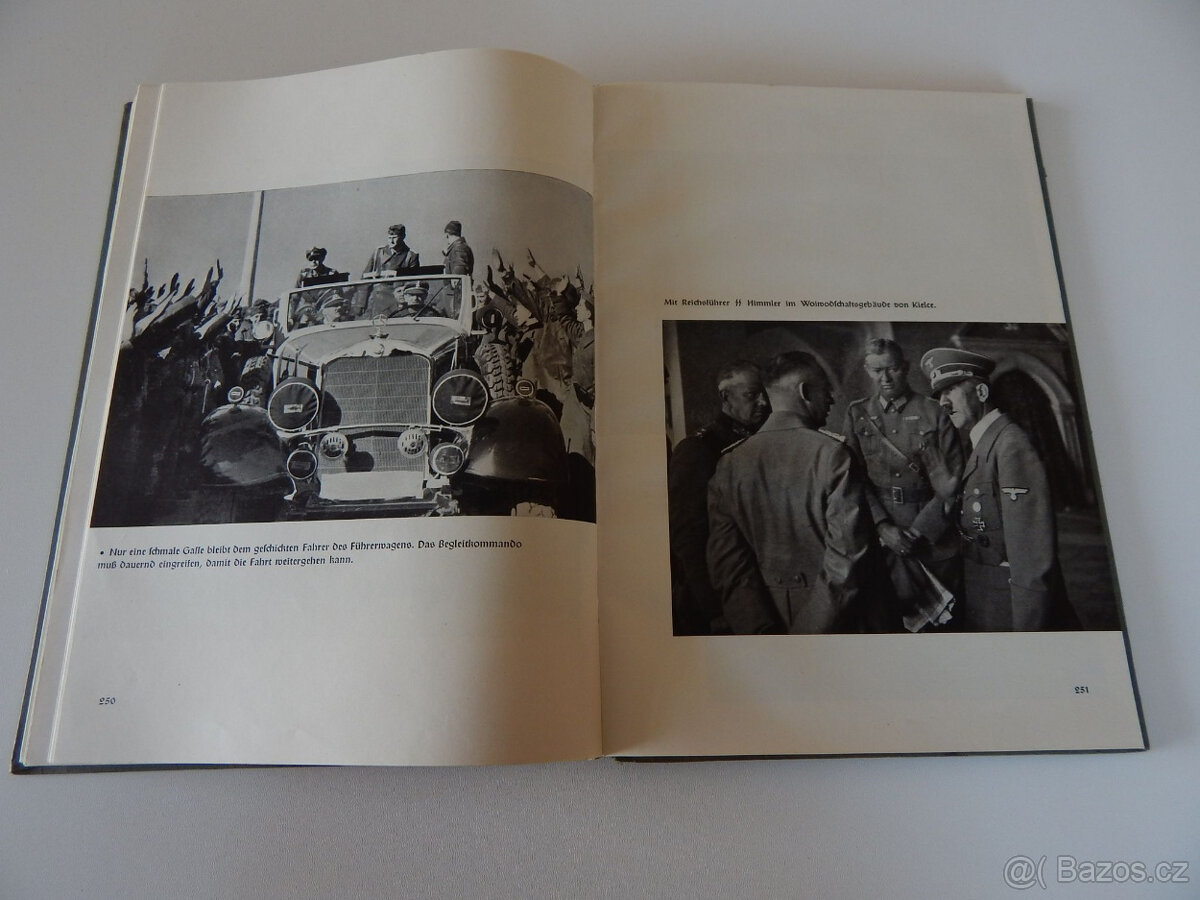 • Nur eine schmale Gasse bleibt dem geschickten Fahrer des Führerwagens. Das Begleitkommando
muß dauernd eingreifen, damit die Fahrt weitergehen kann.
250
Mit Reichsführer ϟϟ Himmler im Woiwodschaftsgebäude von Kielce.
251
@( Bazos.cz